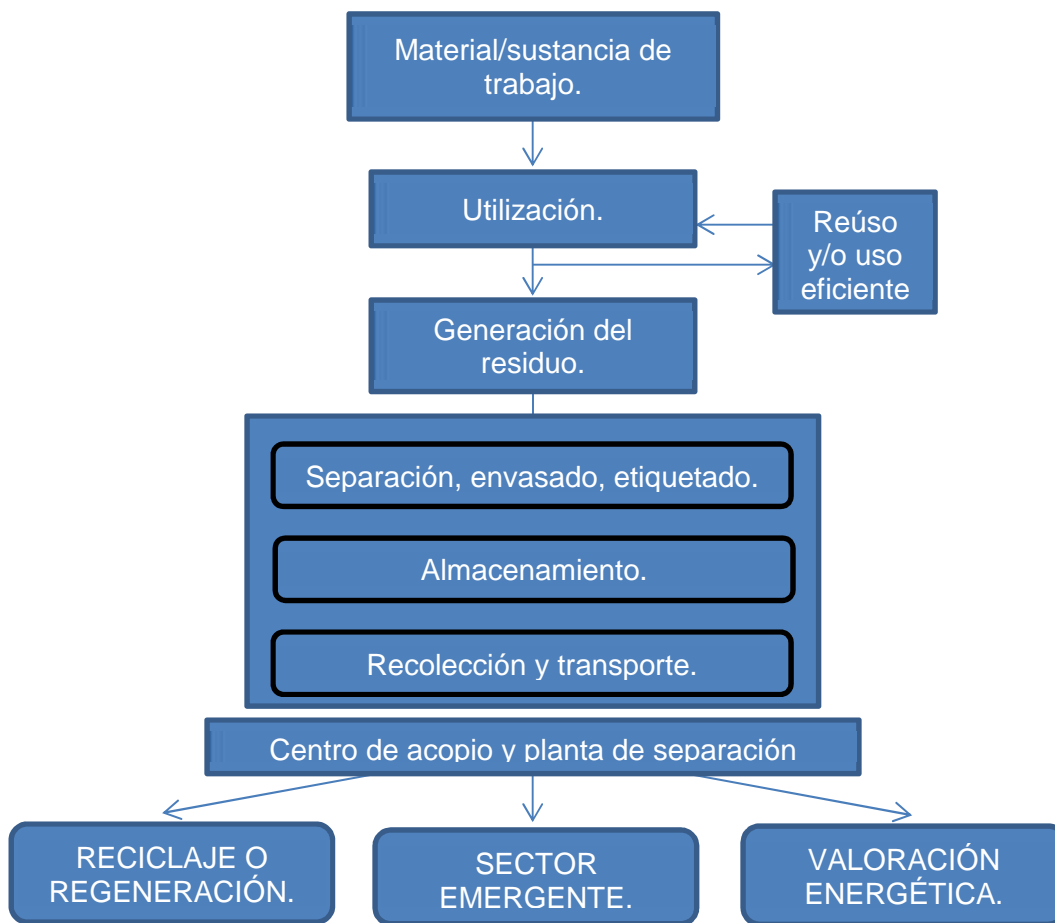 Material/sustancia de
trabajo.
Utilización.
Reúso
y/o uso
eficiente
Generación del
residuo.
Separación, envasado, etiquetado.
Almacenamiento.
Recolección y transporte.
Centro de acopio y planta de separación
RECICLAJE O
REGENERACIÓN.
SECTOR
EMERGENTE.
VALORACIÓN
ENERGÉTICA.